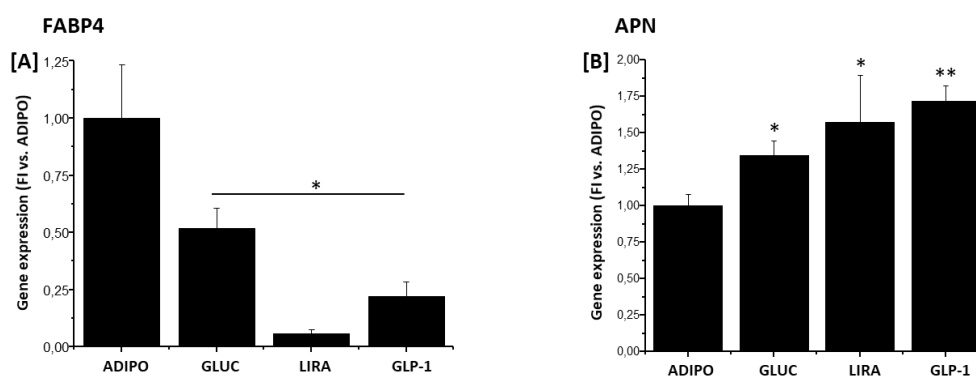 FABP4
[A]
Gene expression (FI vs. ADIPO)
1,25
1,00
0,75
0,50
0,25
0,00
*
ADIPO GLUC LIRA GLP-1
APN
[B]
Gene expression (FI vs. ADIPO)
2,00
1,75
1,50
1,25
1,00
0,75
0,50
0,25
0,00
*
*
**
ADIPO GLUC LIRA GLP-1